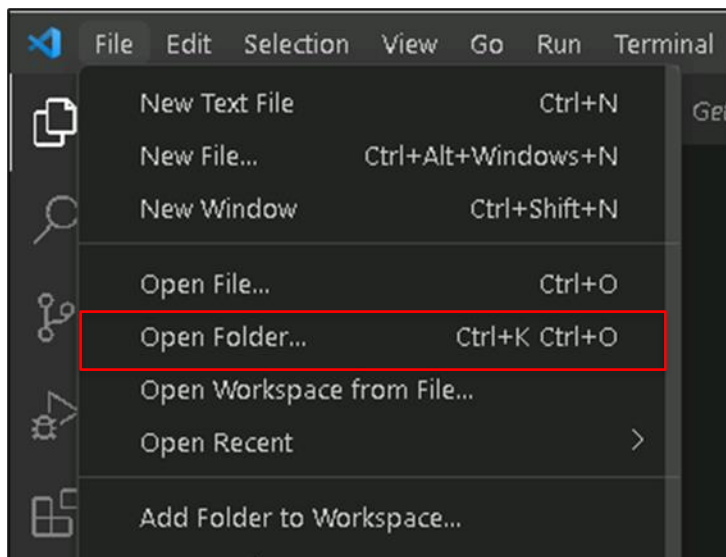 File Edit Selection View Go Run Terminal
New Text File Ctrl+N
New File... Ctrl+Alt+Windows+N
New Window Ctrl+Shift+N
Open File... Ctrl+O
Open Folder... Ctrl+K Ctrl+O
Open Workspace from File...
Open Recent
Add Folder to Workspace...